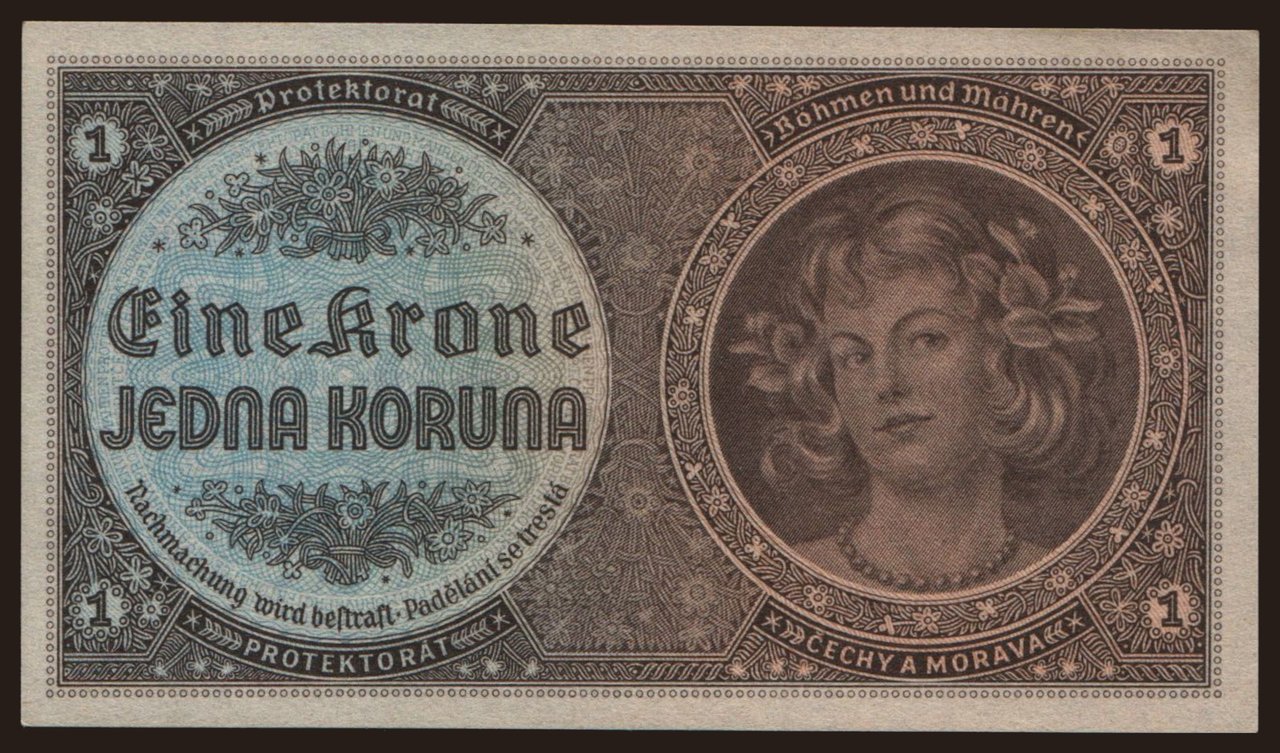 Protektorat
Böhmen und Mähren
1
1
Eine Krone
JEDNA KORUNA
Nachmachung wird bestraft · Padělání se trestá
1
1
PROTEKTORÁT
ČECHY A MORAVA